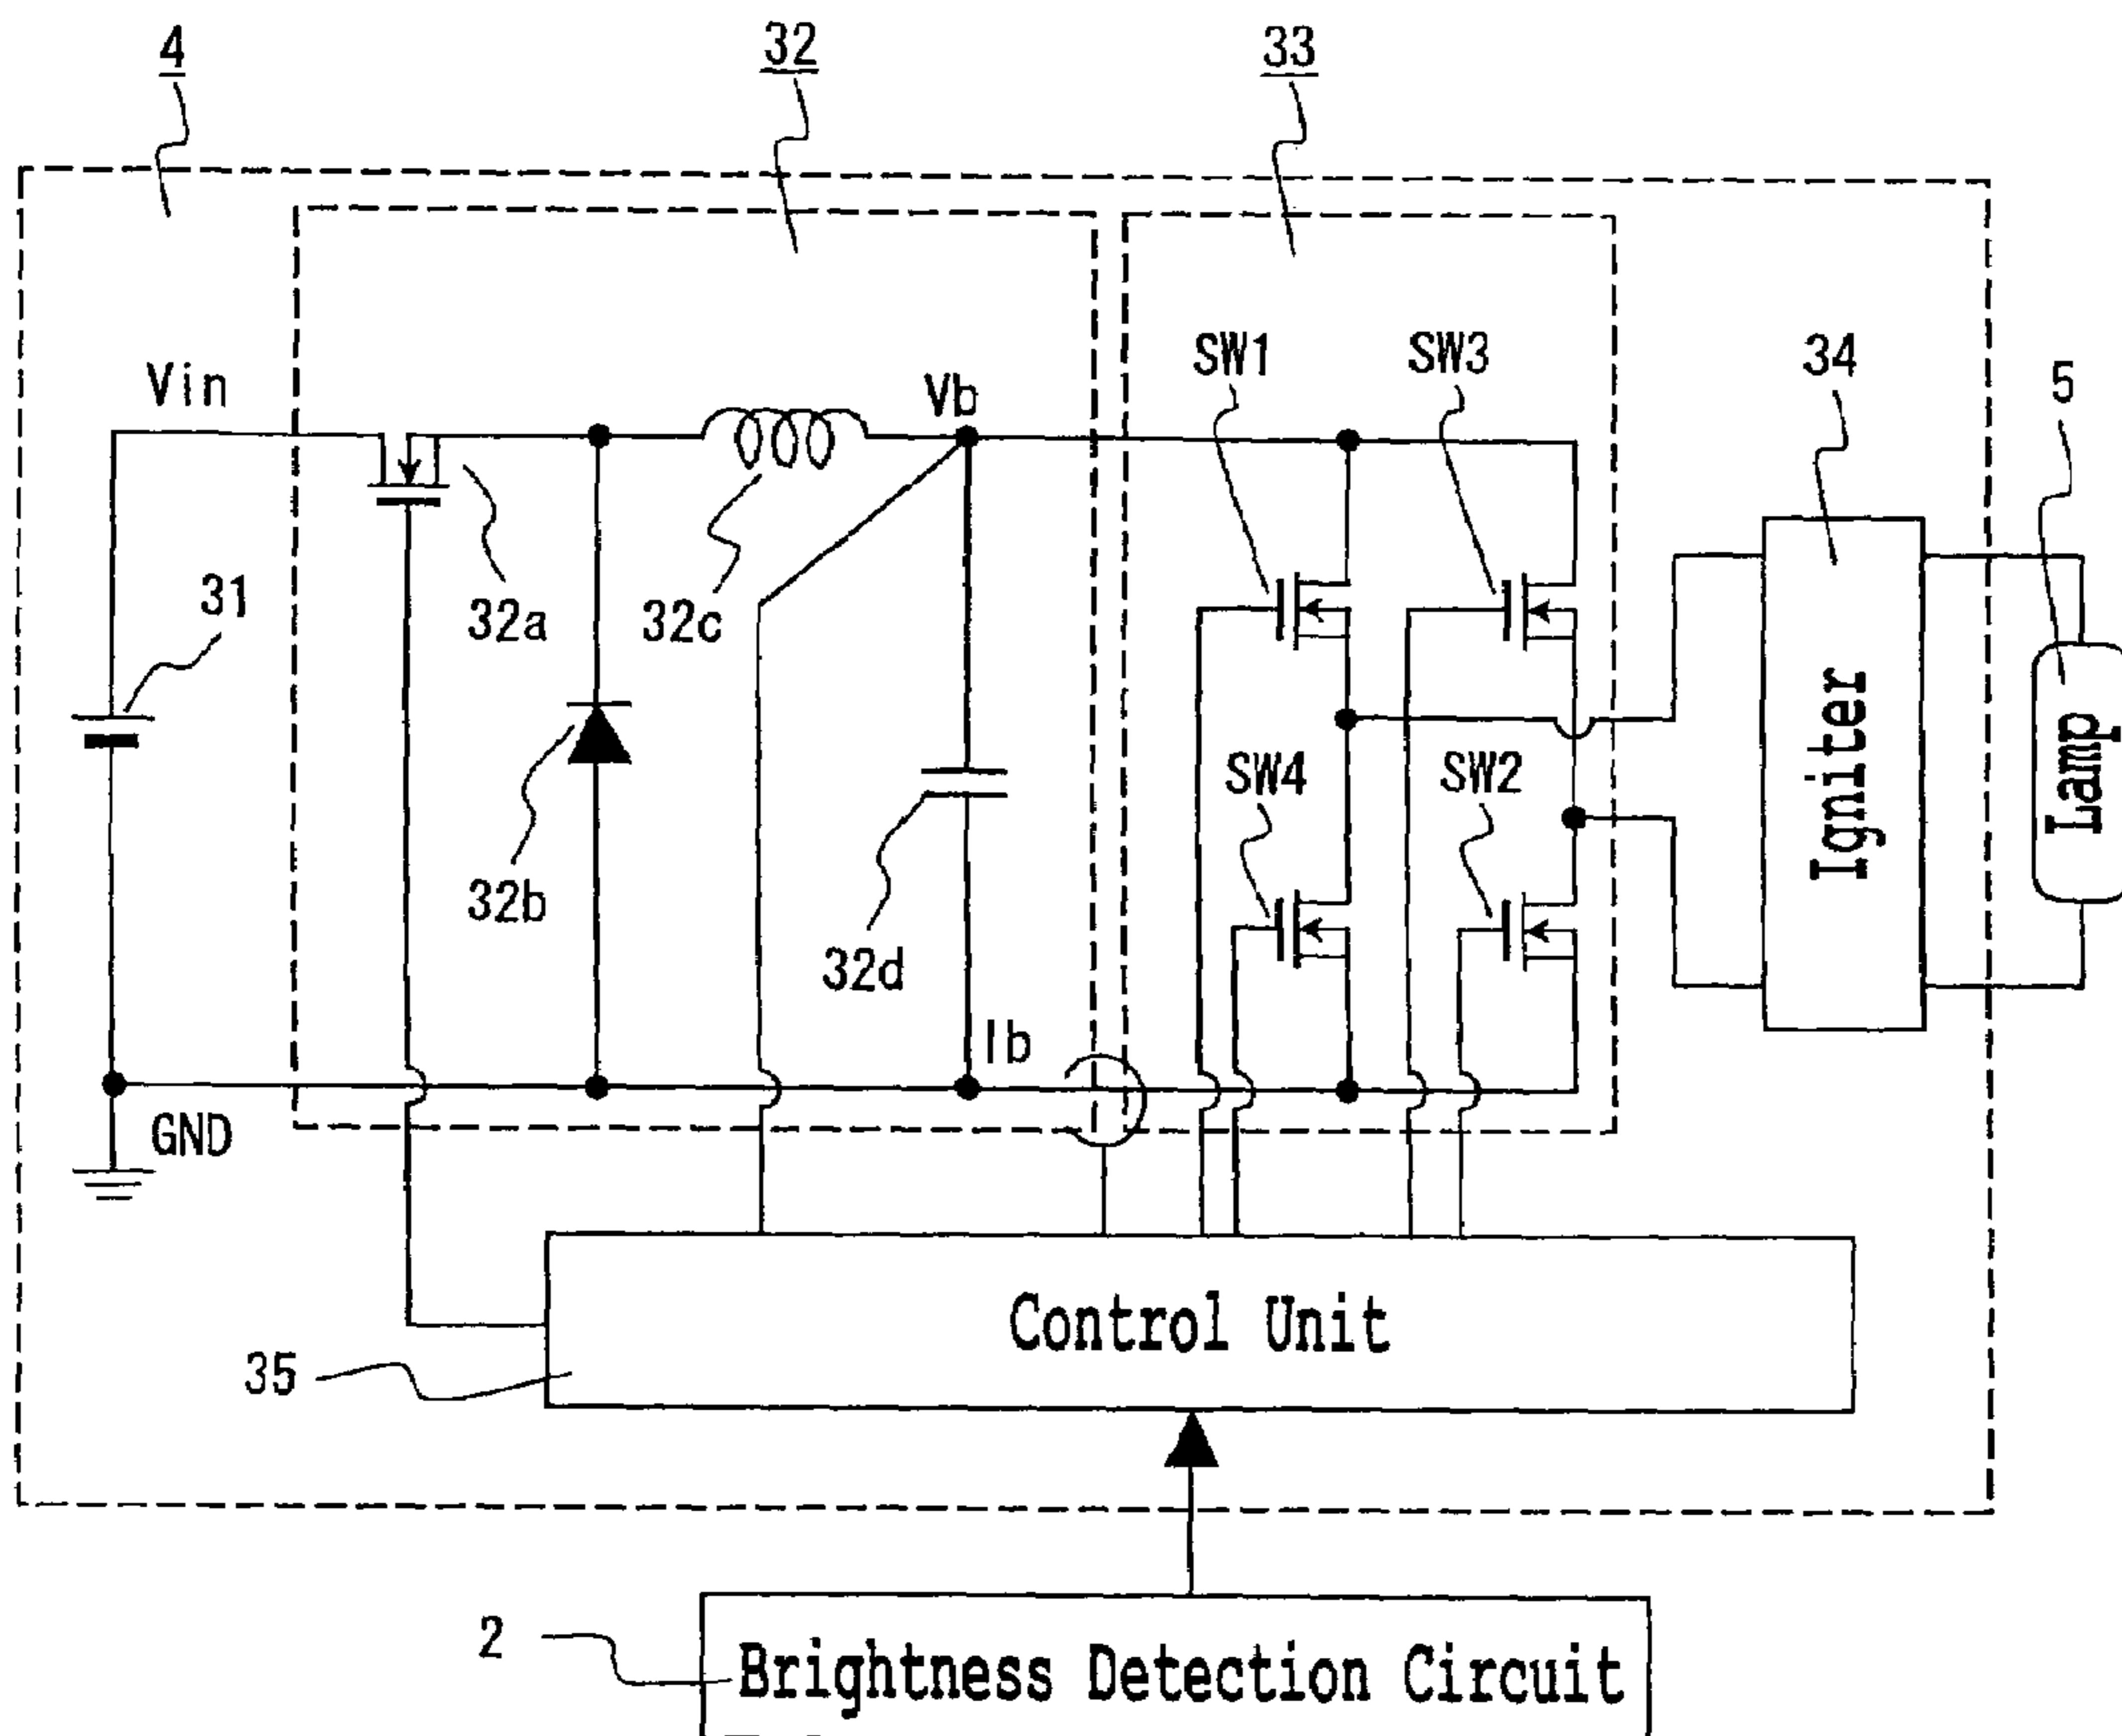 4
32
33
Vin
Vb
SW1
SW3
34
5
31
32a
32c
32b
32d
SW4
SW2
Igniter
Lamp
Ib
GND
Control Unit
35
2
Brightness Detection Circuit